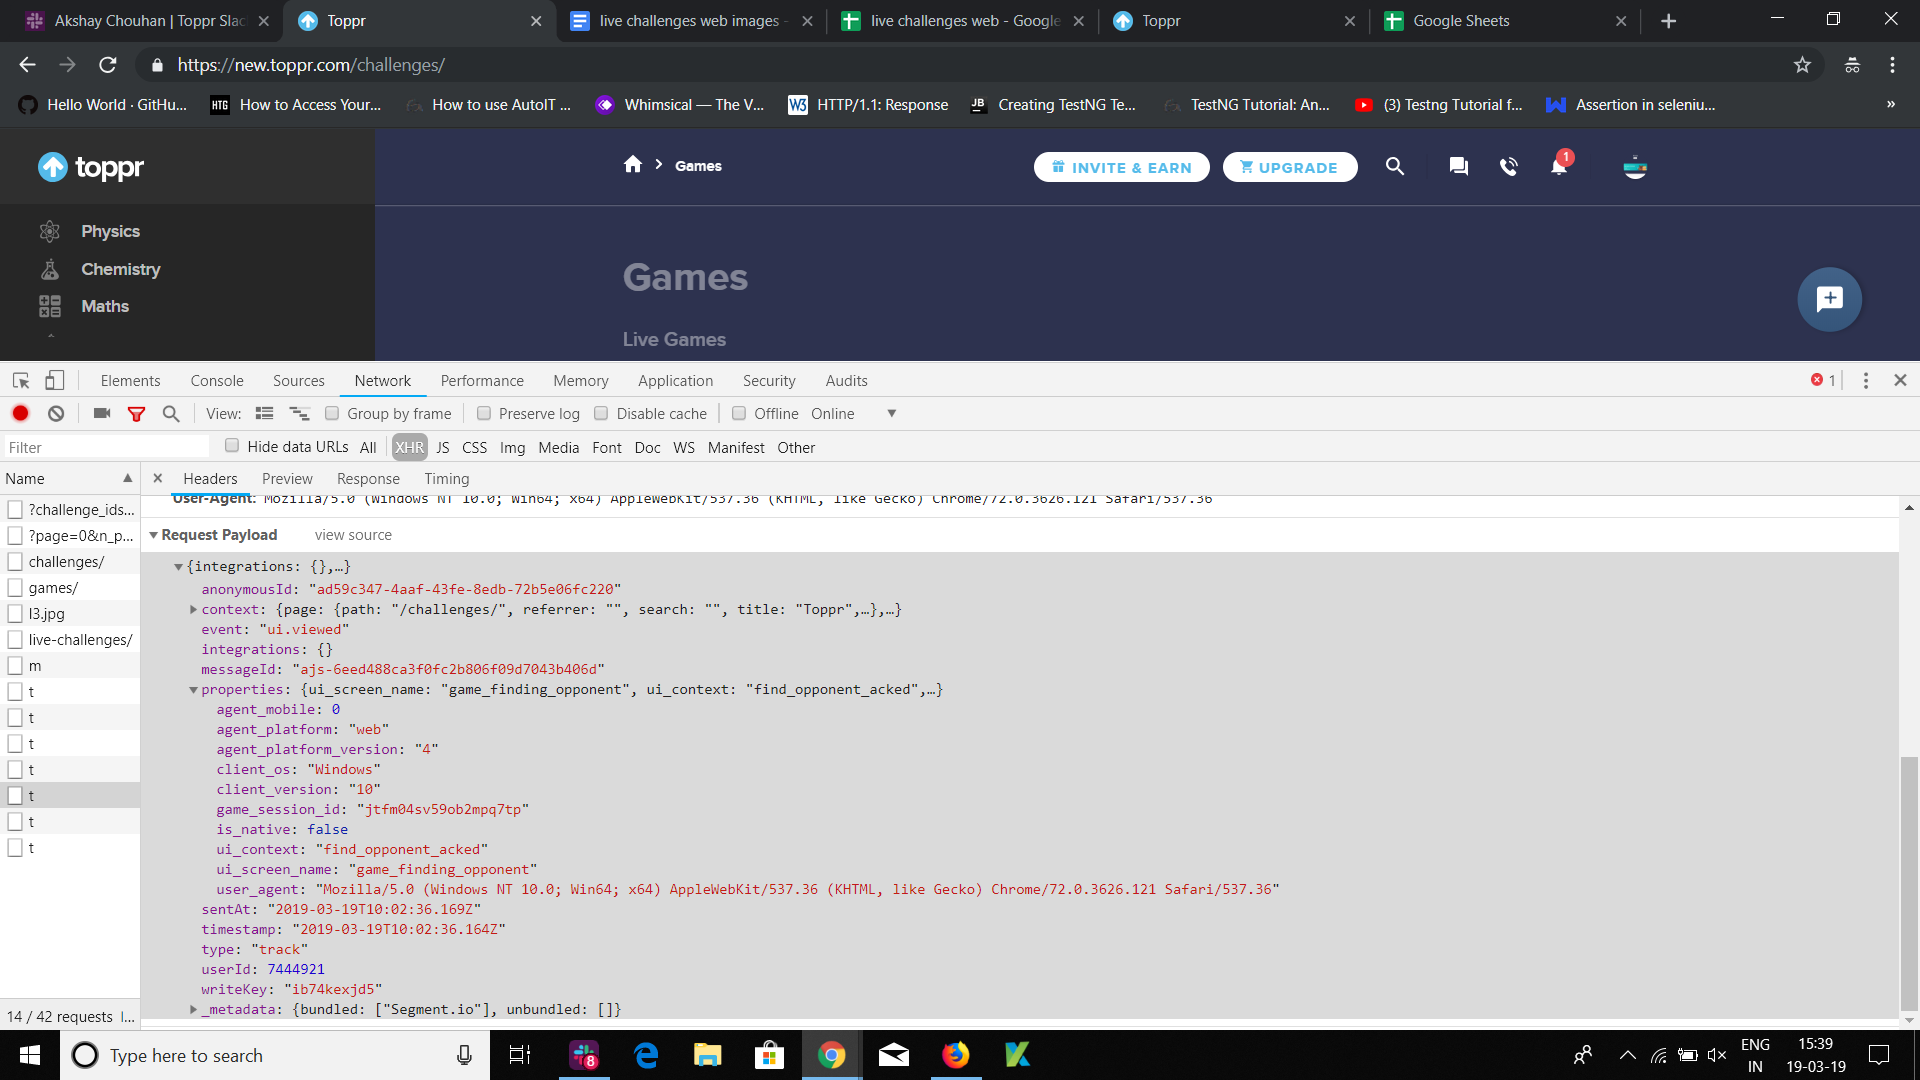 Akshay Chouhan | Toppr Slac
Toppr
live challenges web images -
live challenges web - Google
Toppr
Google Sheets
https://new.toppr.com/challenges/
Hello World · GitHu...
HTG How to Access Your...
How to use AutoIT ...
Whimsical — The V...
W3 HTTP/1.1: Response
JB Creating TestNG Te...
TestNG Tutorial: An...
(3) Testng Tutorial f...
Assertion in seleniu...
»
toppr
Games
INVITE & EARN
UPGRADE
1
Physics
Chemistry
Maths
Games
Live Games
Elements Console Sources Network Performance Memory Application Security Audits
1
View: Group by frame Preserve log Disable cache Offline Online
Filter Hide data URLs All XHR JS CSS Img Media Font Doc WS Manifest Other
Name
Headers Preview Response Timing
?challenge_ids...
?page=0&n_p...
challenges/
games/
l3.jpg
live-challenges/
m
t
t
t
t
t
t
t
14 / 42 requests
User-Agent: Mozilla/5.0 (Windows NT 10.0; Win64; x64) AppleWebKit/537.36 (KHTML, like Gecko) Chrome/72.0.3626.121 Safari/537.36
Request Payload view source
{integrations: {},…}
anonymousId: "ad59c347-4aaf-43fe-8edb-72b5e06fc220"
context: {page: {path: "/challenges/", referrer: "", search: "", title: "Toppr",…},…}
event: "ui.viewed"
integrations: {}
messageId: "ajs-6eed488ca3f0fc2b806f09d7043b406d"
properties: {ui_screen_name: "game_finding_opponent", ui_context: "find_opponent_acked",…}
agent_mobile: 0
agent_platform: "web"
agent_platform_version: "4"
client_os: "Windows"
client_version: "10"
game_session_id: "jtfm04sv59ob2mpq7tp"
is_native: false
ui_context: "find_opponent_acked"
ui_screen_name: "game_finding_opponent"
user_agent: "Mozilla/5.0 (Windows NT 10.0; Win64; x64) AppleWebKit/537.36 (KHTML, like Gecko) Chrome/72.0.3626.121 Safari/537.36"
sentAt: "2019-03-19T10:02:36.169Z"
timestamp: "2019-03-19T10:02:36.164Z"
type: "track"
userId: 7444921
writeKey: "ib74kexjd5"
_metadata: {bundled: ["Segment.io"], unbundled: []}
Type here to search
8
ENG
IN
15:39
19-03-19